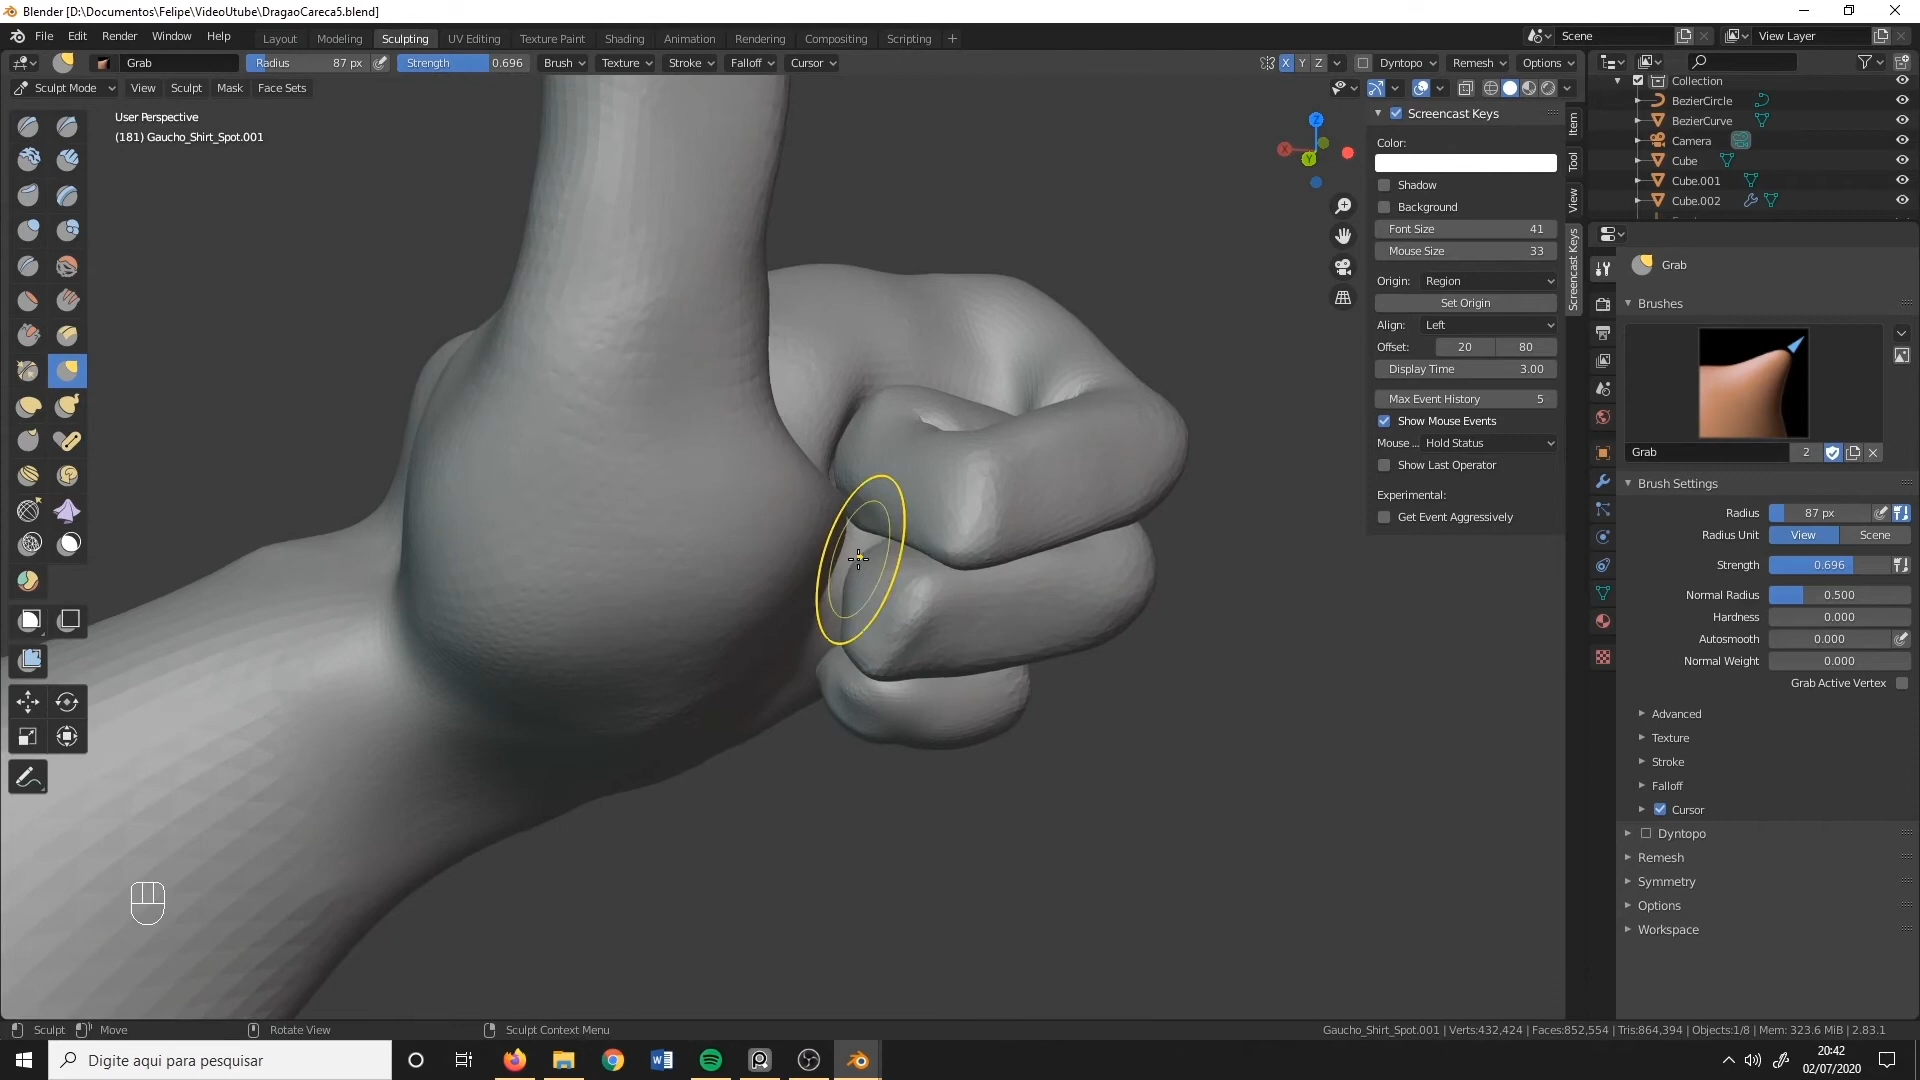 Blender [D:\Documentos\Felipe\VideoUtube\DragaoCareca5.blend]
File Edit Render Window Help Layout Modeling Sculpting UV Editing Texture Paint Shading Animation Rendering Compositing Scripting + Scene View Layer
Grab Radius 87 px Strength 0.696 Brush Texture Stroke Falloff Cursor X Y Z Dyntopo Remesh Options
Sculpt Mode View Sculpt Mask Face Sets
User Perspective
(181) Gaucho_Shirt_Spot.001
Z
X
Y
Screencast Keys
Color:
Shadow
Background
Font Size 41
Mouse Size 33
Origin: Region
Set Origin
Align: Left
Offset: 20 80
Display Time 3.00
Max Event History 5
Show Mouse Events
Mouse ... Hold Status
Show Last Operator
Experimental:
Get Event Aggressively
Item
Tool
View
Screencast Keys
Collection
BezierCircle
BezierCurve
Camera
Cube
Cube.001
Cube.002
Grab
Brushes
Grab 2
Brush Settings
Radius 87 px
Radius Unit View Scene
Strength 0.696
Normal Radius 0.500
Hardness 0.000
Autosmooth 0.000
Normal Weight 0.000
Grab Active Vertex
Advanced
Texture
Stroke
Falloff
Cursor
Dyntopo
Remesh
Symmetry
Options
Workspace
Sculpt Move Rotate View Sculpt Context Menu Gaucho_Shirt_Spot.001 | Verts:432,424 | Faces:852,554 | Tris:864,394 | Objects:1/8 | Mem: 323.6 MiB | 2.83.1
Digite aqui para pesquisar
20:42
02/07/2020